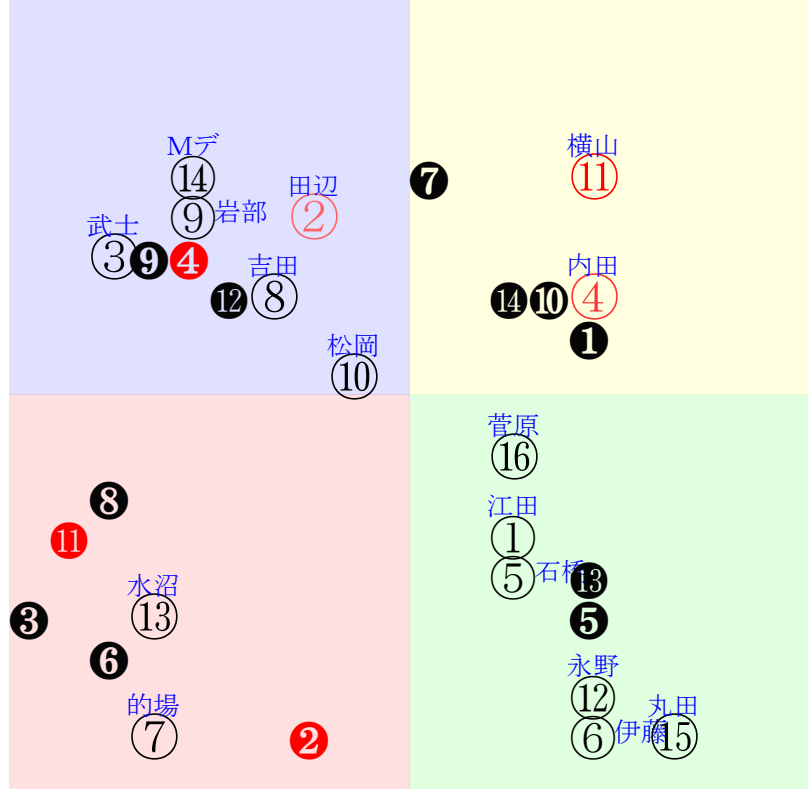 Mデ
横山
⑭
❼
⑪
田辺
⑨岩部
②
武士
③❾❹
吉田
内田
⓬⑧
⓮❿④
松岡
❶
⑩
菅原
⑯
❽
江田
⓫
①
水沼
⑤石橋⓭
❸
⑬
❺
❻
永野
⑫
的場
丸田
⑦
❷
⑥伊藤⑮